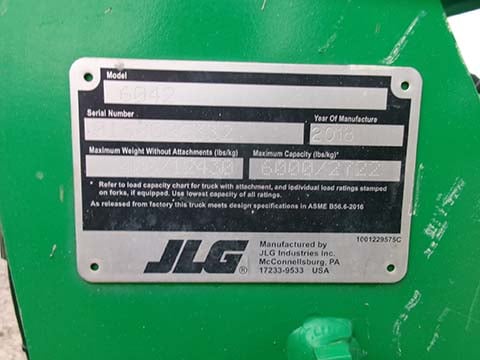 Model
6042
Serial Number
Year Of Manufacture
2018
Maximum Weight Without Attachments (lbs/kg)
Maximum Capacity (lbs/kg)*
6000/2722
* Refer to load capacity chart for truck with attachment, and individual load ratings stamped
on forks, if equipped. Use lowest capacity of all ratings.
As released from factory this truck meets design specifications in ASME B56.6-2016
JLG®
Manufactured by
JLG Industries Inc.
McConnellsburg, PA
17233-9533 USA
1001229575C